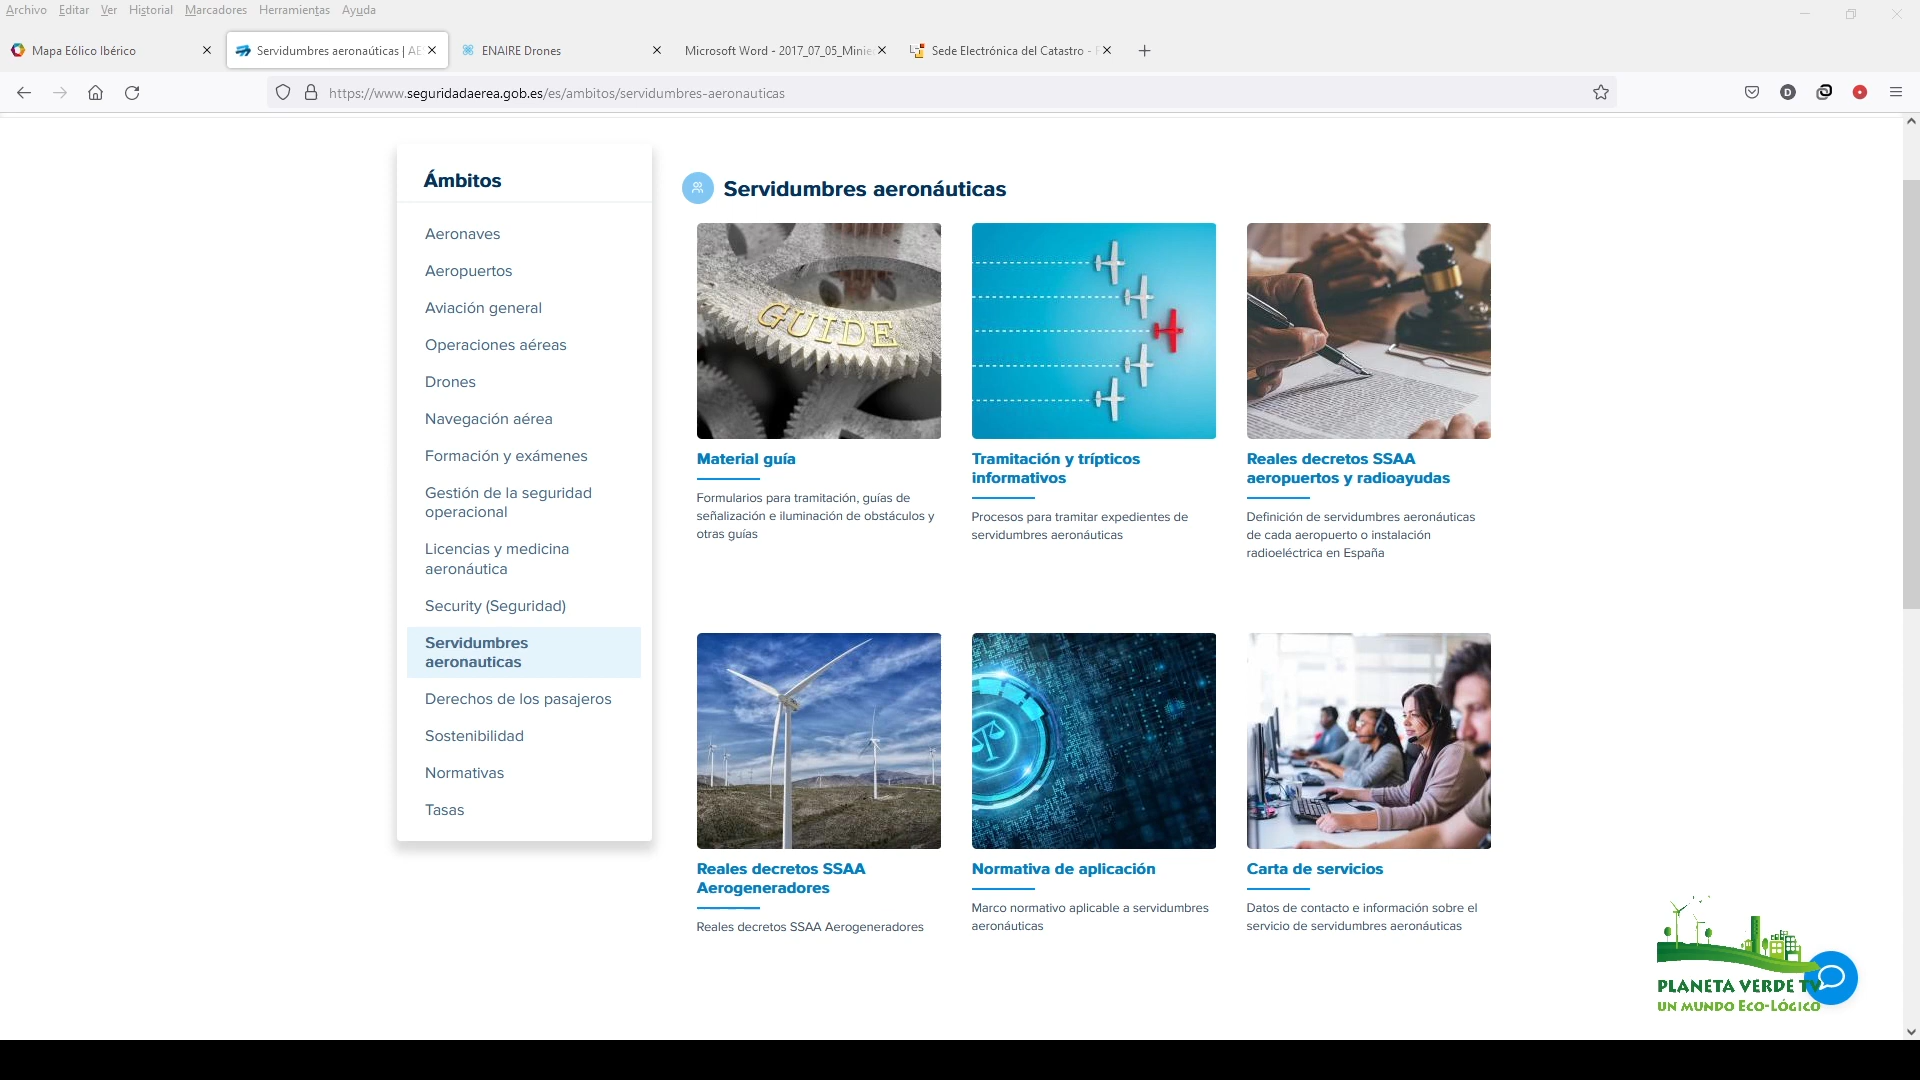 Archivo Editar Ver Historial Marcadores Herramientas Ayuda
Mapa Eólico Ibérico
Servidumbres aeronaúticas | AE
ENAIRE Drones
Microsoft Word - 2017_07_05_Minie
Sede Electrónica del Catastro -
https://www.seguridadaerea.gob.es/es/ambitos/servidumbres-aeronauticas
D
Ámbitos
Aeronaves
Aeropuertos
Aviación general
Operaciones aéreas
Drones
Navegación aérea
Formación y exámenes
Gestión de la seguridad
operacional
Licencias y medicina
aeronáutica
Security (Seguridad)
Servidumbres
aeronauticas
Derechos de los pasajeros
Sostenibilidad
Normativas
Tasas
Servidumbres aeronáuticas
GUIDE
Material guía
Formularios para tramitación, guías de
señalización e iluminación de obstáculos y
otras guías
Tramitación y trípticos
informativos
Procesos para tramitar expedientes de
servidumbres aeronáuticas
Reales decretos SSAA
aeropuertos y radioayudas
Definición de servidumbres aeronáuticas
de cada aeropuerto o instalación
radioeléctrica en España
Reales decretos SSAA
Aerogeneradores
Reales decretos SSAA Aerogeneradores
Normativa de aplicación
Marco normativo aplicable a servidumbres
aeronáuticas
Carta de servicios
Datos de contacto e información sobre el
servicio de servidumbres aeronáuticas
PLANETA VERDE TV
UN MUNDO ECO-LÓGICO